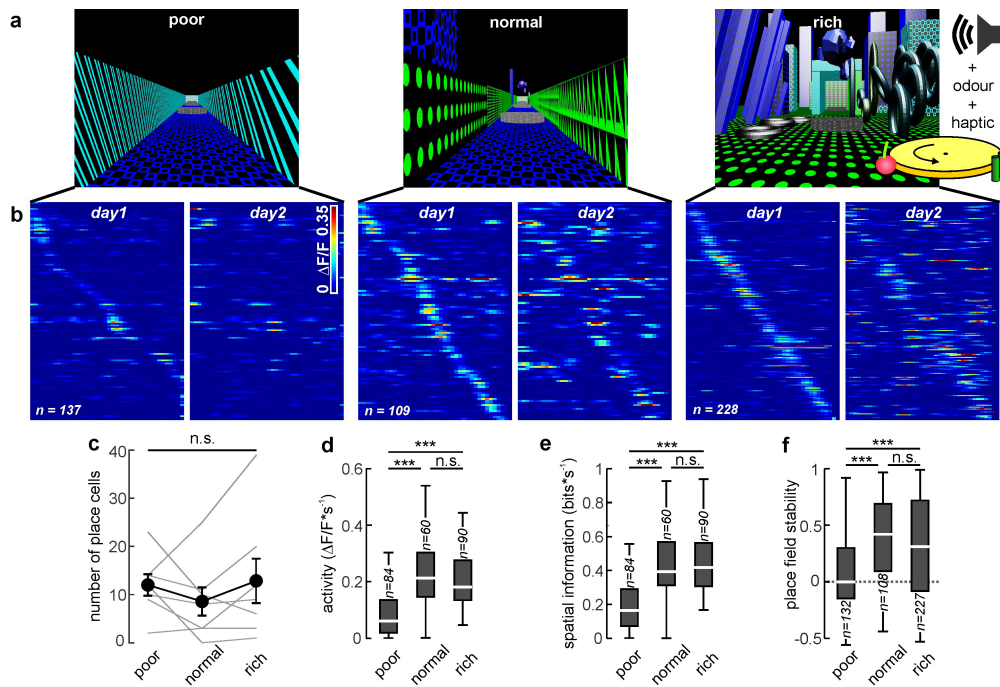 a
poor
normal
rich
+
odour
+
haptic
b
day1
day2
day1
day2
day1
day2
0 ΔF/F 0.35
n = 137
n = 109
n = 228
c
n.s.
number of place cells
40
30
20
10
0
poor
normal
rich
d
***
***
n.s.
activity (ΔF/F*s⁻¹)
0.6
0.4
0.2
0
n=84
n=60
n=90
poor
normal
rich
e
***
***
n.s.
spatial information (bits*s⁻¹)
1
0.8
0.6
0.4
0.2
0
n=84
n=60
n=90
poor
normal
rich
f
***
***
n.s.
place field stability
1
0.5
0
-0.5
n=132
n=108
n=227
poor
normal
rich